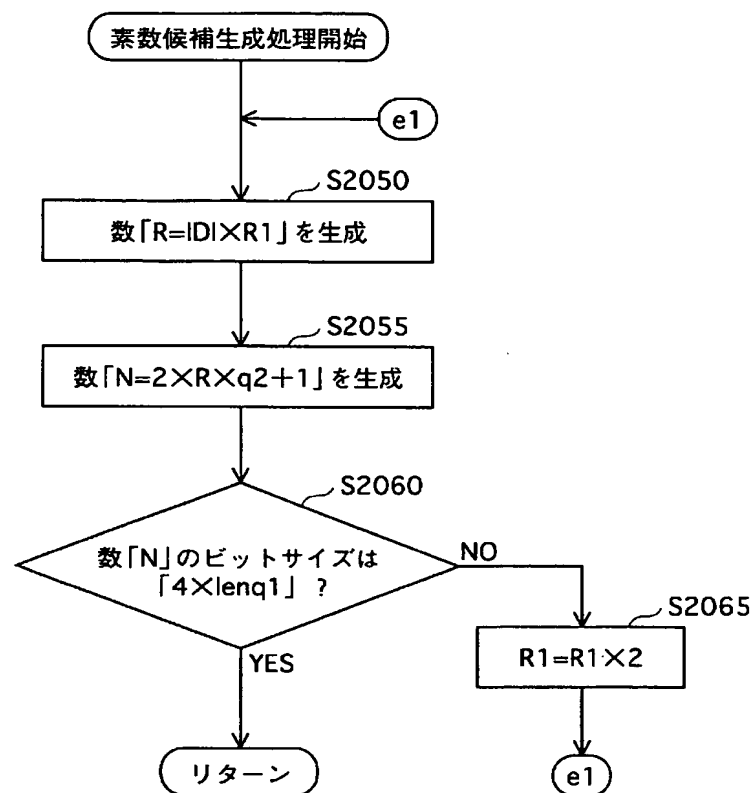 素数候補生成処理開始
e1
S2050
数「R=IDI×R1」を生成
S2055
数「N=2×R×q2+1」を生成
S2060
数「N」のビットサイズは
「4×lenq1」?
NO
S2065
R1=R1×2
YES
リターン
e1